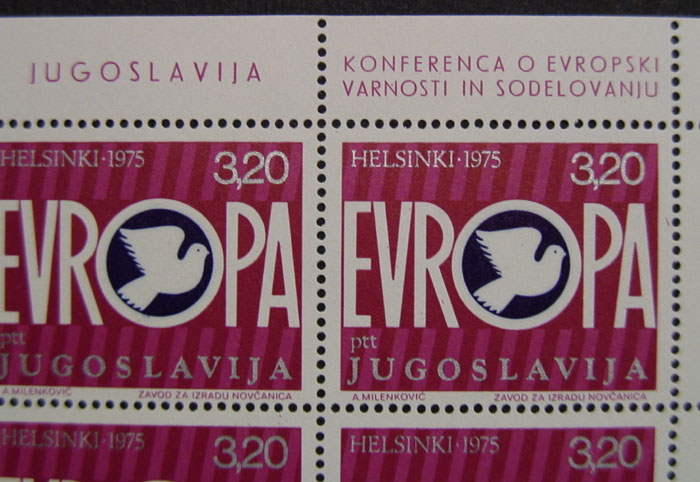 JUGOSLAVIJA
KONFERENCA O EVROPSKI
VARNOSTI IN SODELOVANJU
HELSINKI·1975 3,20
EVROPA
ptt
JUGOSLAVIJA
A.MILENKOVIĆ ZAVOD ZA IZRADU NOVČANICA
HELSINKI·1975 3,20
EVROPA
ptt
JUGOSLAVIJA
A.MILENKOVIĆ ZAVOD ZA IZRADU NOVČANICA
HELSINKI·1975 3,20
HELSINKI·1975 3,20